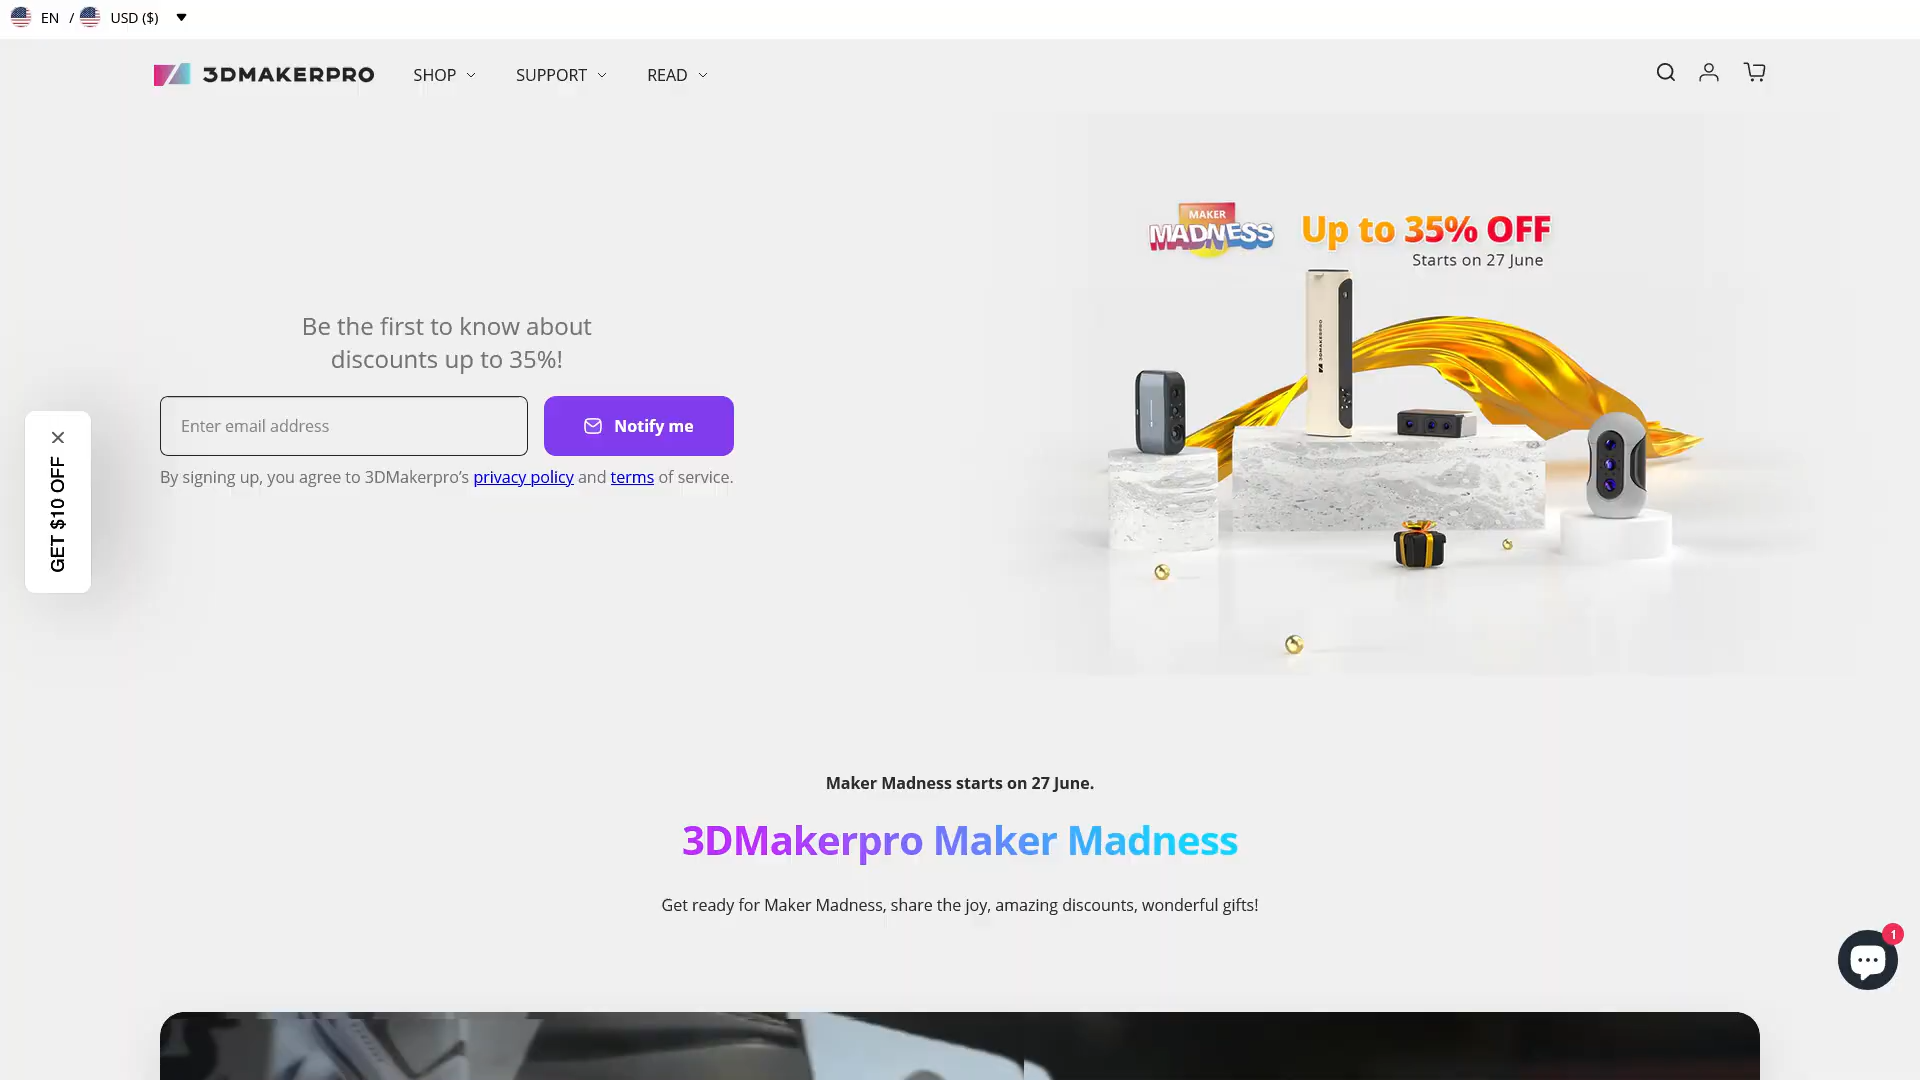 EN / USD ($)
3DMAKERPRO SHOP SUPPORT READ
MAKER
MADNESS
Up to 35% OFF
Starts on 27 June
3DMAKERPRO
Be the first to know about
discounts up to 35%!
Enter email address
Notify me
By signing up, you agree to 3DMakerpro’s privacy policy and terms of service.
GET $10 OFF
Maker Madness starts on 27 June.
3DMakerpro Maker Madness
Get ready for Maker Madness, share the joy, amazing discounts, wonderful gifts!
1